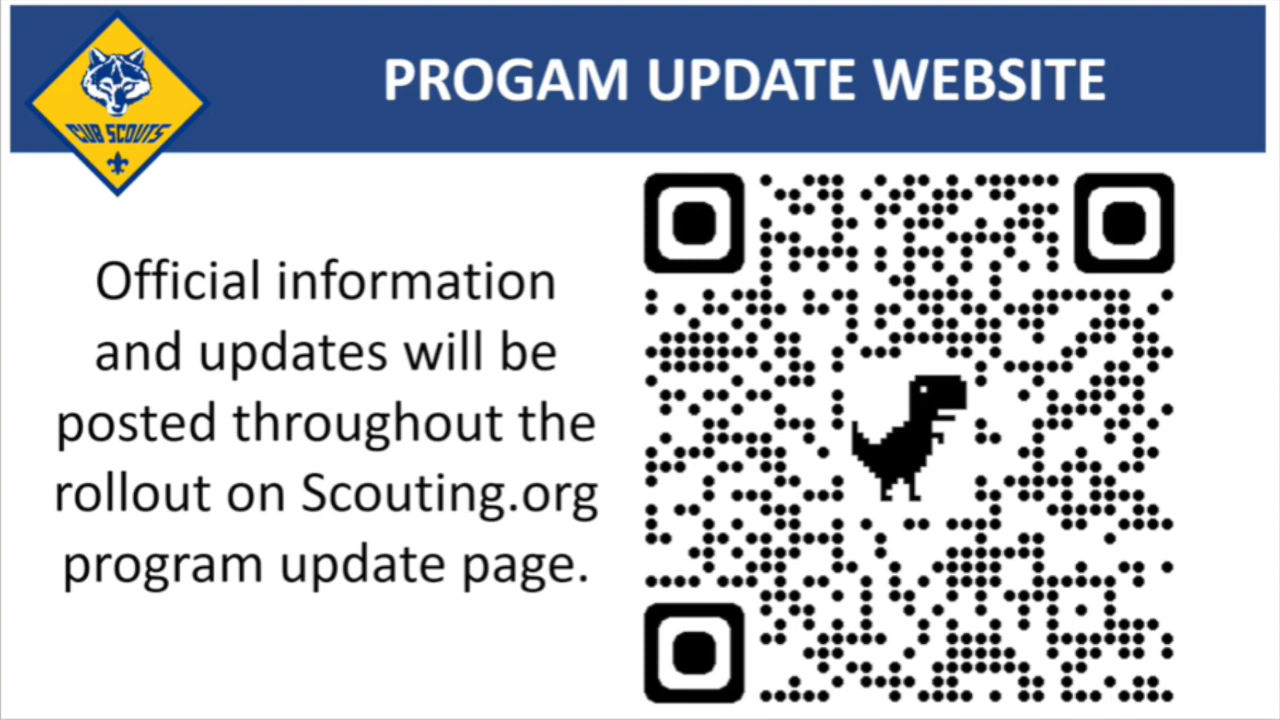 PROGAM UPDATE WEBSITE
CUB SCOUTS
Official information
and updates will be
posted throughout the
rollout on Scouting.org
program update page.